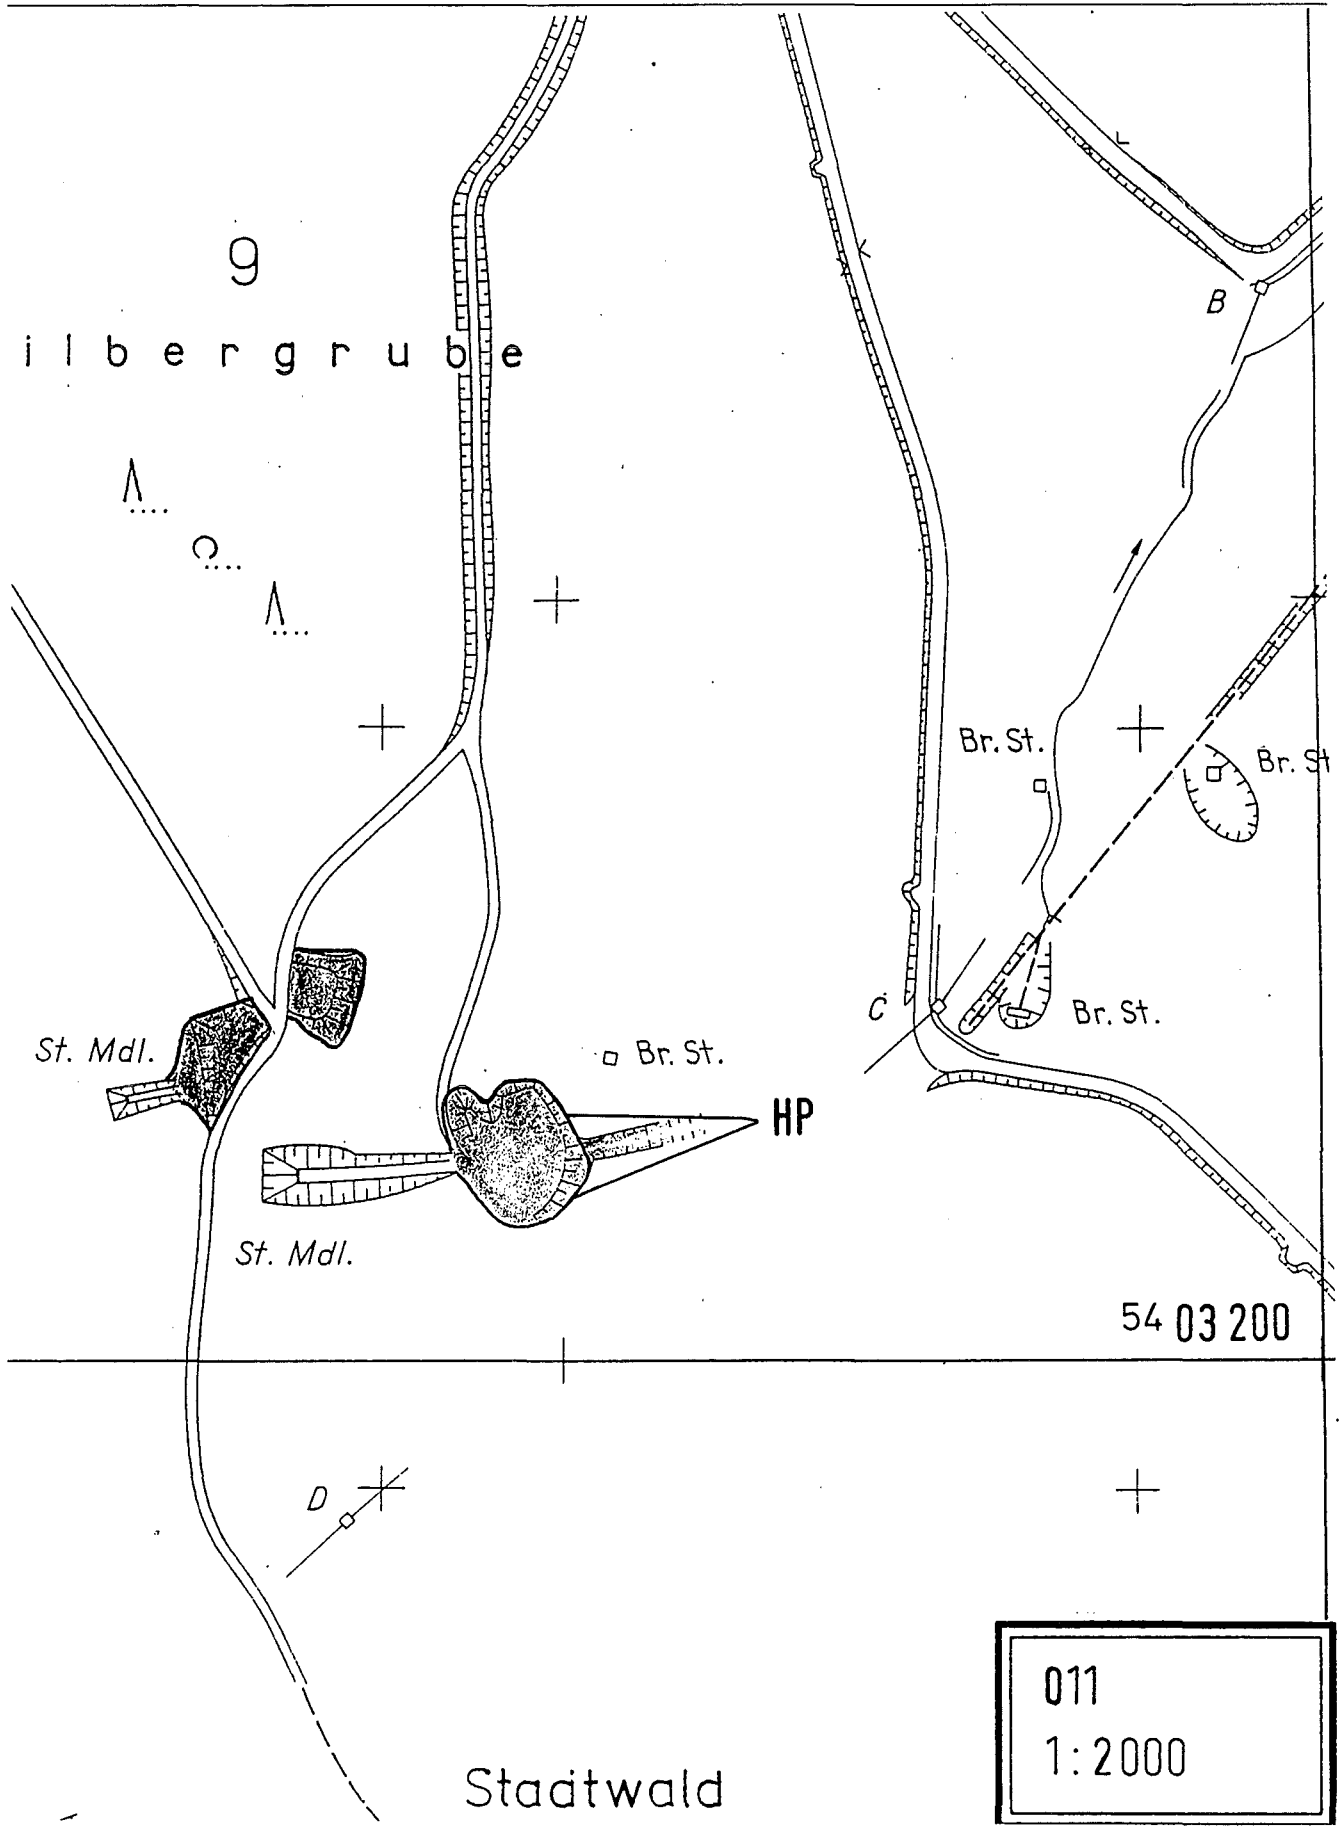 g
B
ilbergrube
Br. St.
Br. St
C
Br. St.
St. Mdl.
Br. St.
HP
St. Mdl.
54 03 200
D
011
1:2000
Stadtwald